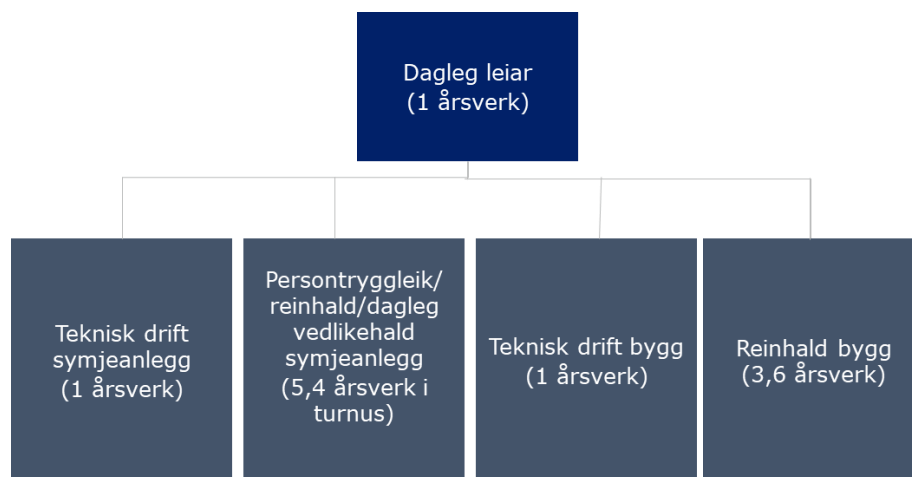 Dagleg leiar
(1 årsverk)
Teknisk drift
symjeanlegg
(1 årsverk)
Persontryggleik/
reinhald/dagleg
vedlikehald
symjeanlegg
(5,4 årsverk i
turnus)
Teknisk drift bygg
(1 årsverk)
Reinhald bygg
(3,6 årsverk)